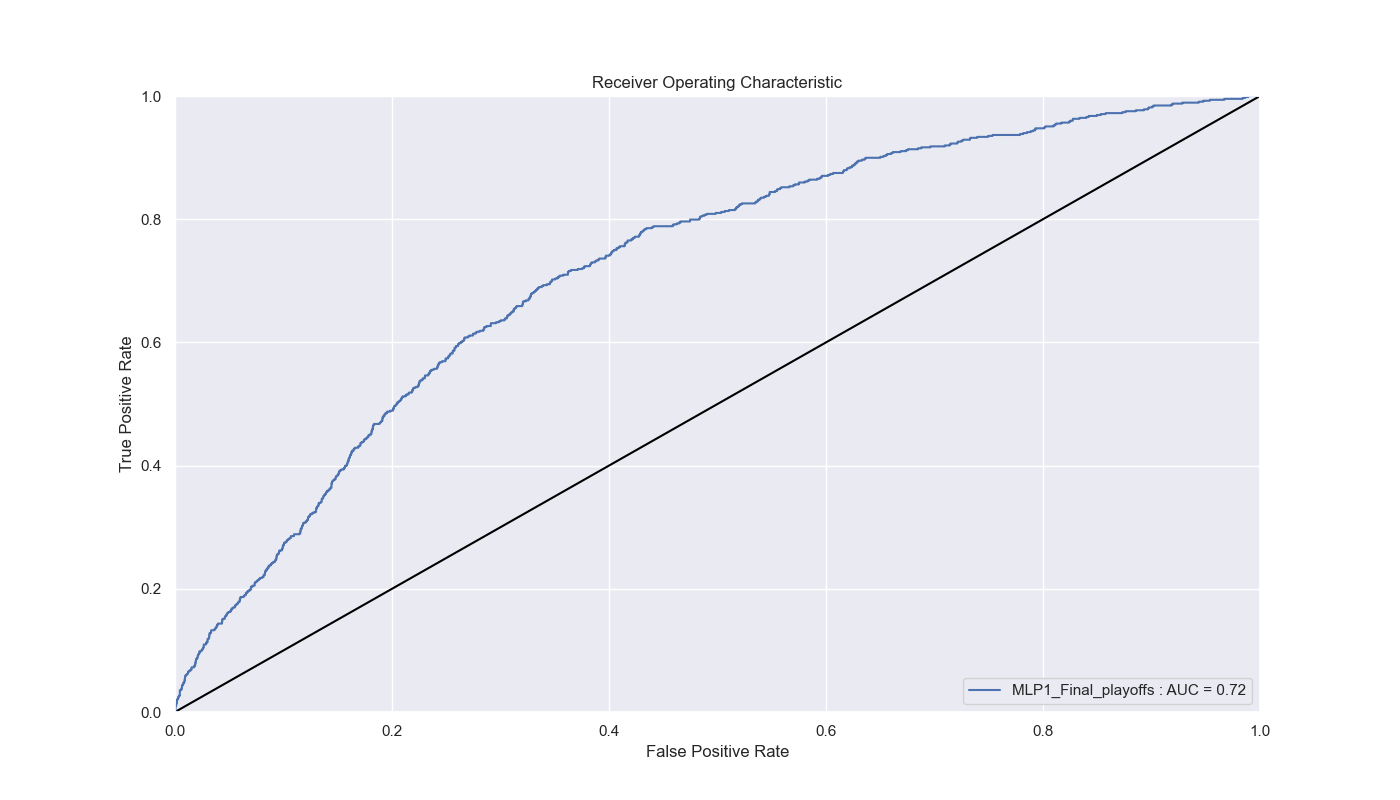 Receiver Operating Characteristic
1.0
0.8
0.6
0.4
0.2
0.0
True Positive Rate
MLP1_Final_playoffs : AUC = 0.72
0.0 0.2 0.4 0.6 0.8 1.0
False Positive Rate